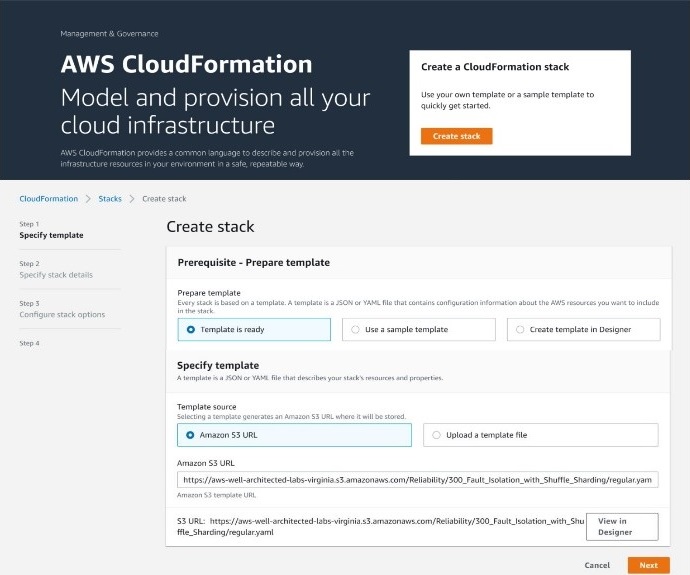 Management & Governance
AWS CloudFormation
Model and provision all your
cloud infrastructure
AWS CloudFormation provides a common language to describe and provision all the
infrastructure resources in your environment in a safe, repeatable way.
Create a CloudFormation stack
Use your own template or a sample template to
quickly get started.
Create stack
CloudFormation > Stacks > Create stack
Step 1
Specify template
Step 2
Specify stack details
Step 3
Configure stack options
Step 4
Create stack
Prerequisite - Prepare template
Prepare template
Every stack is based on a template. A template is a JSON or YAML file that contains configuration information about the AWS resources you want to include
in the stack.
Template is ready
Use a sample template
Create template in Designer
Specify template
A template is a JSON or YAML file that describes your stack's resources and properties.
Template source
Selecting a template generates an Amazon S3 URL where it will be stored.
Amazon S3 URL
Upload a template file
Amazon S3 URL
https://aws-well-architected-labs-virginia.s3.amazonaws.com/Reliability/300_Fault_Isolation_with_Shuffle_Sharding/regular.yam
Amazon S3 template URL
S3 URL: https://aws-well-architected-labs-virginia.s3.amazonaws.com/Reliability/300_Fault_Isolation_with_Shu
ffle_Sharding/regular.yaml
View in
Designer
Cancel
Next